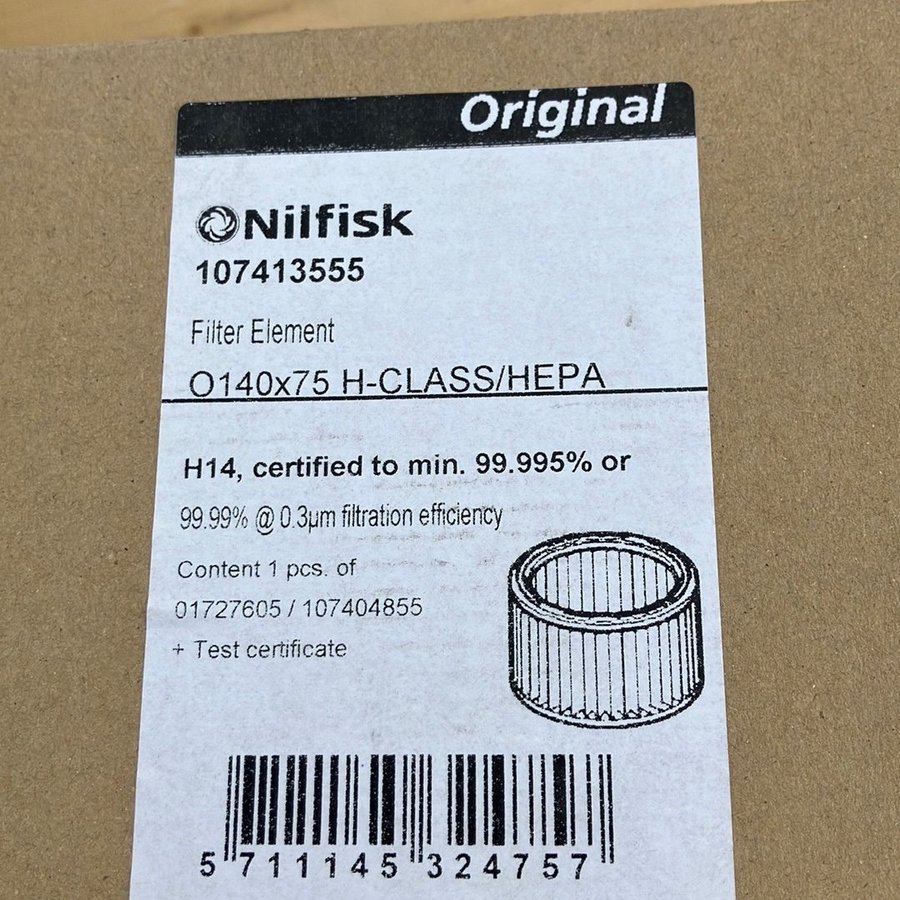 Original
Nilfisk
107413555
Filter Element
O140x75 H-CLASS/HEPA
H14, certified to min. 99.995% or
99.99% @ 0.3µm filtration efficiency
Content 1 pcs. of
01727605 / 107404855
+ Test certificate
5 711145 324757